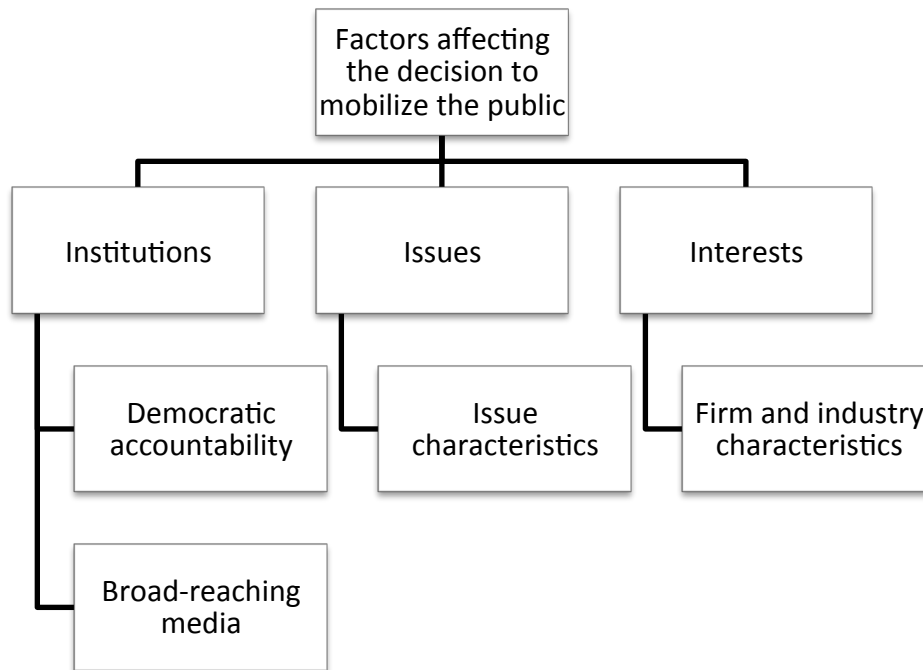 Factors affecting
the decision to
mobilize the public
Institutions
Issues
Interests
Democratic
accountability
Issue
characteristics
Firm and industry
characteristics
Broad-reaching
media